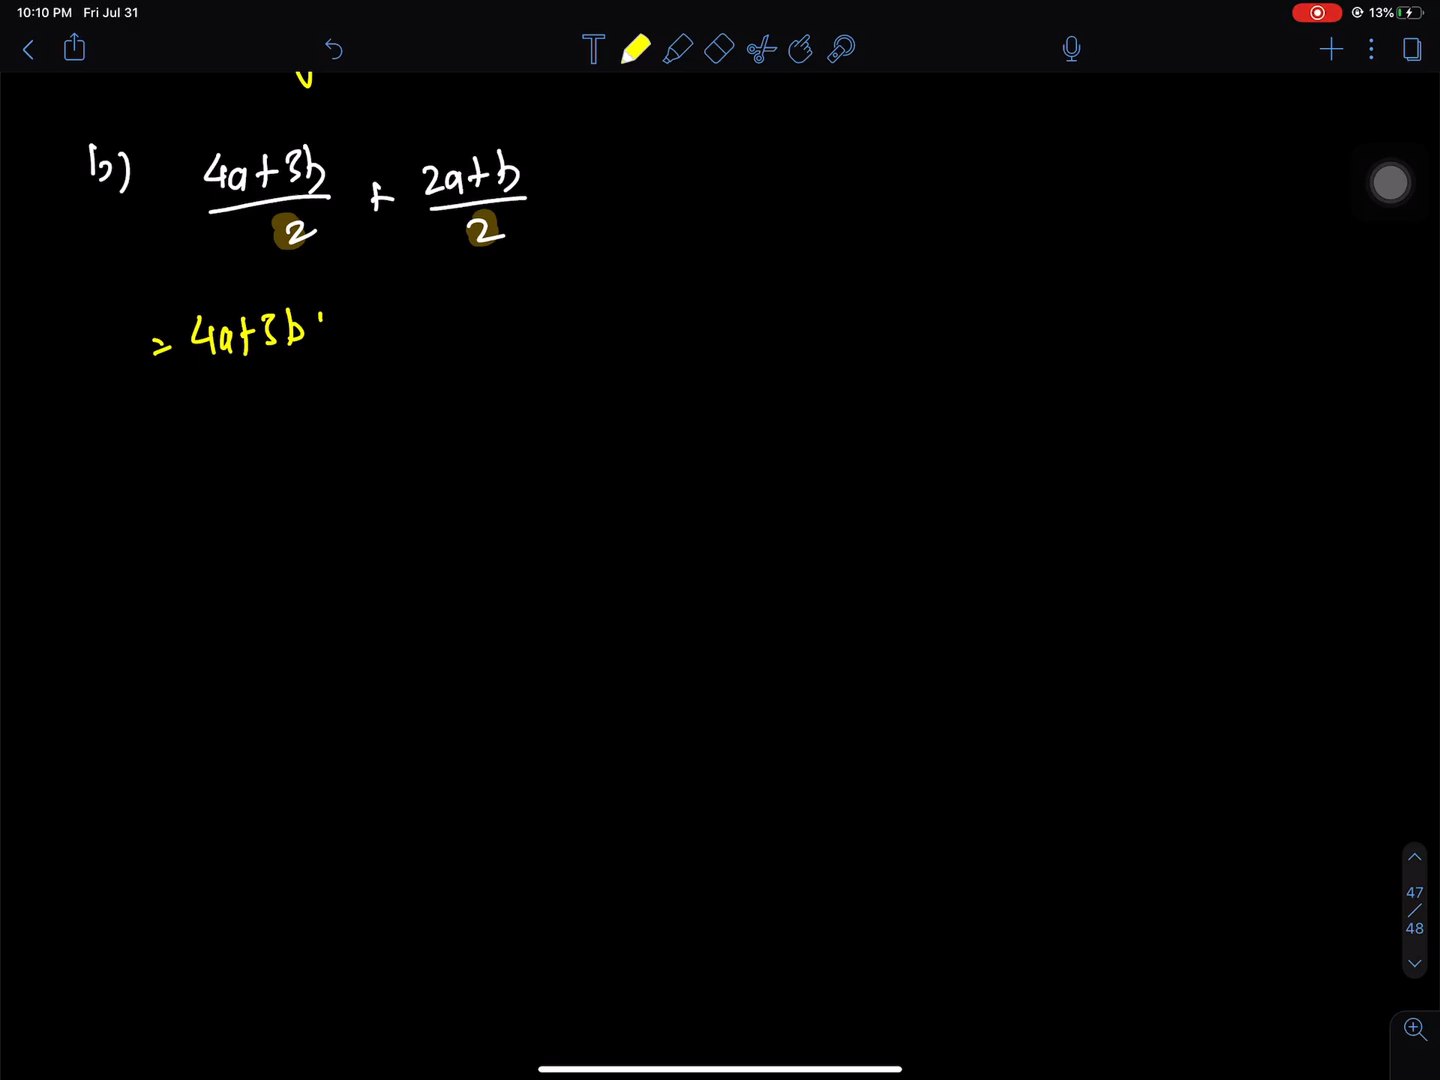 10:10 PM Fri Jul 31
13%
b) 4a+3b/2 + 2a+b/2
= 4a+3b
47
48